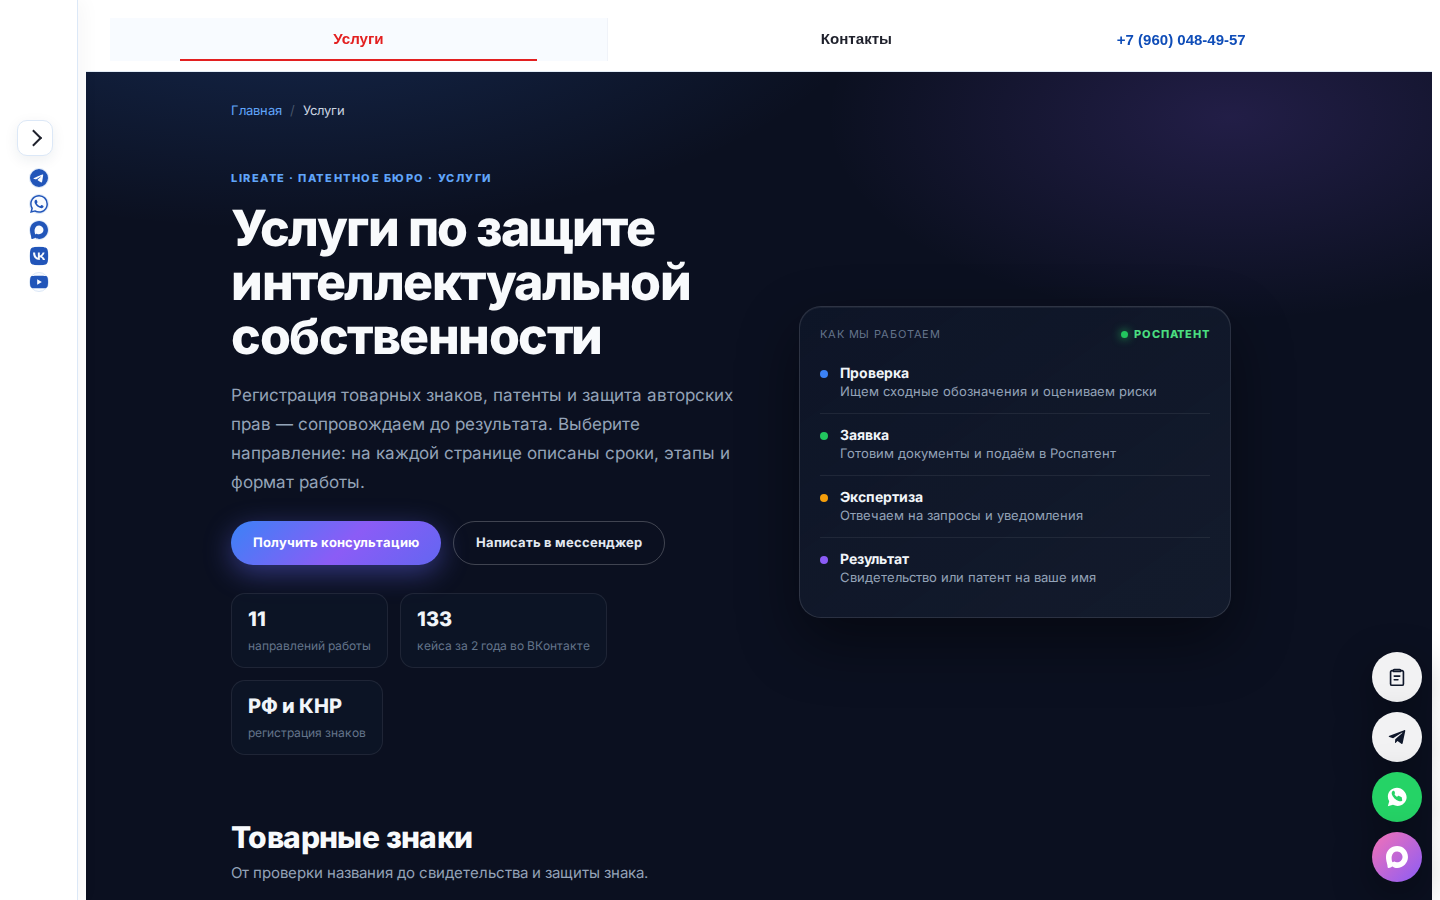 Услуги
Контакты
+7 (960) 048-49-57
Главная / Услуги
LIREATE · ПАТЕНТНОЕ БЮРО · УСЛУГИ
Услуги по защите
интеллектуальной
собственности
Регистрация товарных знаков, патенты и защита авторских
прав — сопровождаем до результата. Выберите
направление: на каждой странице описаны сроки, этапы и
формат работы.
Получить консультацию
Написать в мессенджер
11
направлений работы
133
кейса за 2 года во ВКонтакте
РФ и КНР
регистрация знаков
КАК МЫ РАБОТАЕМ
РОСПАТЕНТ
Проверка
Ищем сходные обозначения и оцениваем риски
Заявка
Готовим документы и подаём в Роспатент
Экспертиза
Отвечаем на запросы и уведомления
Результат
Свидетельство или патент на ваше имя
Товарные знаки
От проверки названия до свидетельства и защиты знака.